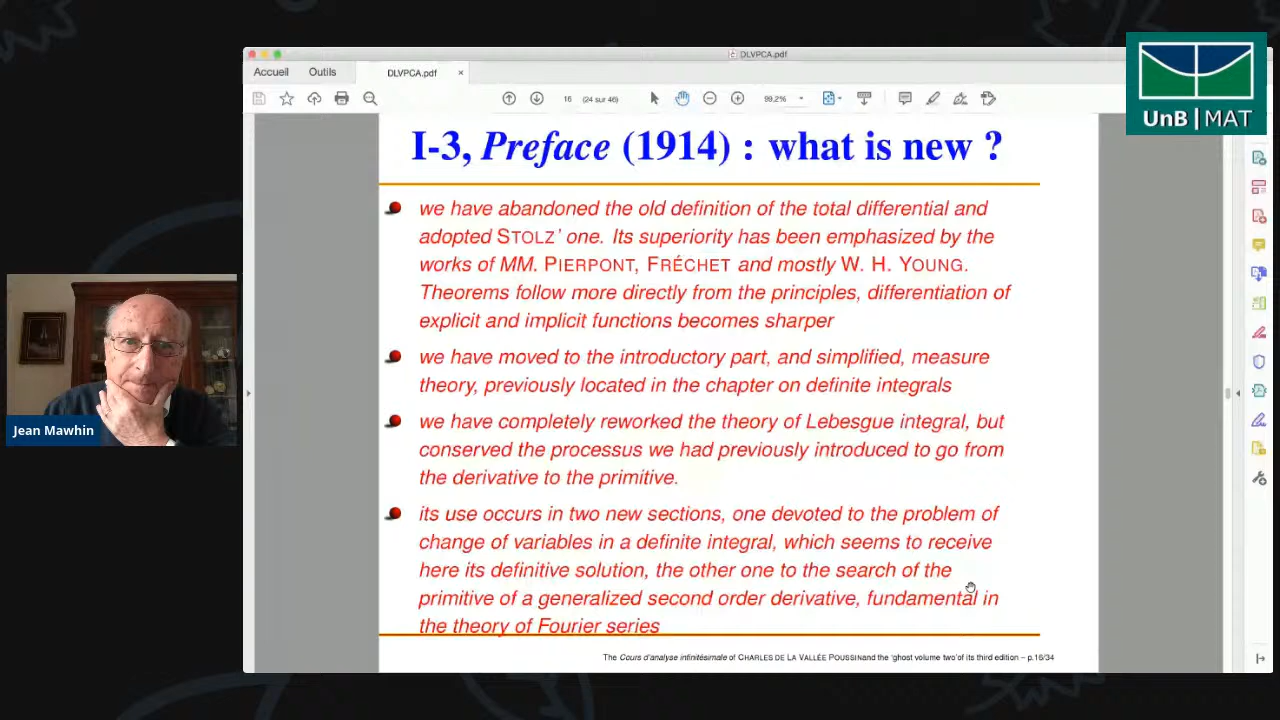 DLVPCA.pdf
Accueil
Outils
DLVPCA.pdf
×
16
(24 sur 46)
99,2%
UnB | MAT
I-3, Preface (1914) : what is new ?
we have abandoned the old definition of the total differential and
adopted STOLZ' one. Its superiority has been emphasized by the
works of MM. PIERPONT, FRÉCHET and mostly W. H. YOUNG.
Theorems follow more directly from the principles, differentiation of
explicit and implicit functions becomes sharper
we have moved to the introductory part, and simplified, measure
theory, previously located in the chapter on definite integrals
we have completely reworked the theory of Lebesgue integral, but
conserved the processus we had previously introduced to go from
the derivative to the primitive.
its use occurs in two new sections, one devoted to the problem of
change of variables in a definite integral, which seems to receive
here its definitive solution, the other one to the search of the
primitive of a generalized second order derivative, fundamental in
the theory of Fourier series
The Cours d'analyse infinitésimale of CHARLES DE LA VALLÉE POUSSINand the 'ghost volume two'of its third edition – p.16/34
Jean Mawhin